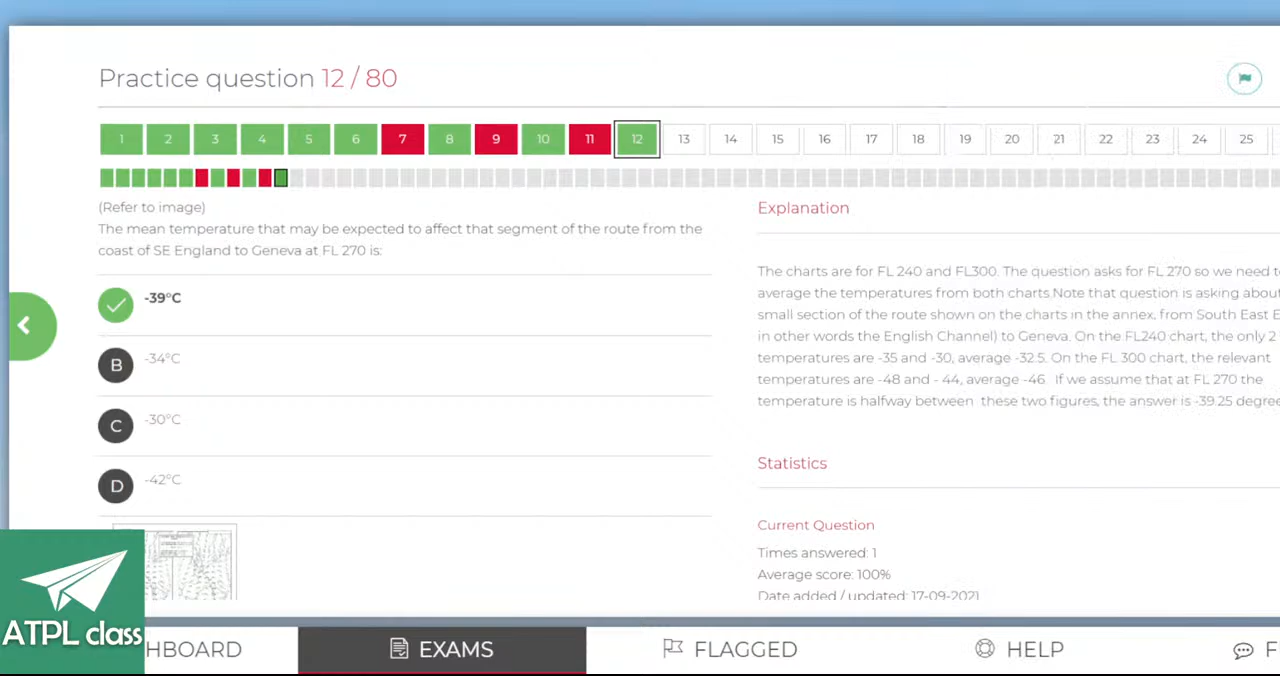 Practice question 12 / 80
1 2 3 4 5 6 7 8 9 10 11 12 13 14 15 16 17 18 19 20 21 22 23 24 25
(Refer to image)
The mean temperature that may be expected to affect that segment of the route from the
coast of SE England to Geneva at FL 270 is:
-39°C
B -34°C
C -30°C
D -42°C
Explanation
The charts are for FL 240 and FL300. The question asks for FL 270 so we need to
average the temperatures from both charts.Note that question is asking about
small section of the route shown on the charts in the annex, from South East E
in other words the English Channel) to Geneva. On the FL240 chart, the only 2
temperatures are -35 and -30, average -32.5. On the FL 300 chart, the relevant
temperatures are -48 and - 44, average -46. If we assume that at FL 270 the
temperature is halfway between these two figures, the answer is -39.25 degree
Statistics
Current Question
Times answered: 1
Average score: 100%
Date added / updated: 17-09-2021
ATPL class
HBOARD
EXAMS
FLAGGED
HELP
F